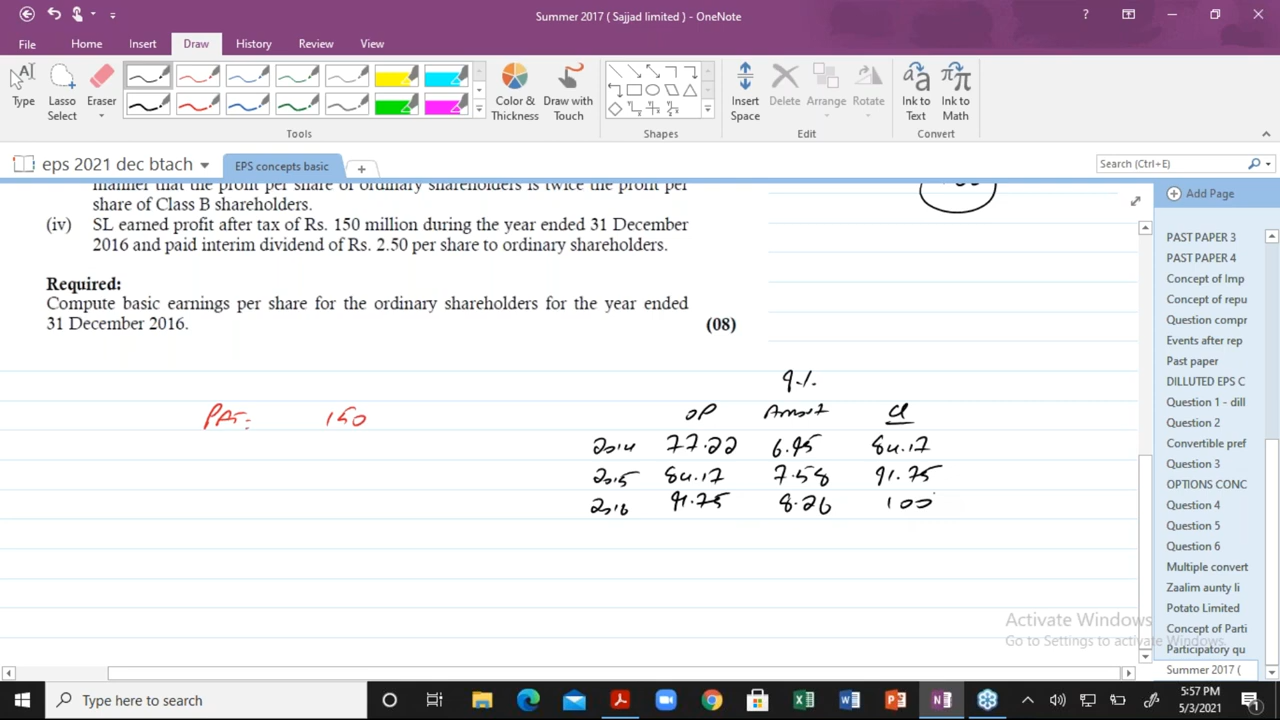 Summer 2017 ( Sajjad limited ) - OneNote
File Home Insert Draw History Review View
Type Lasso Select Eraser Color & Thickness Draw with Touch Insert Space Delete Arrange Rotate Ink to Text Ink to Math
Tools Shapes Edit Convert
eps 2021 dec btach EPS concepts basic Search (Ctrl+E)
Add Page
manner that the profit per share of ordinary shareholders is twice the profit per
share of Class B shareholders.
(iv) SL earned profit after tax of Rs. 150 million during the year ended 31 December
2016 and paid interim dividend of Rs. 2.50 per share to ordinary shareholders.
Required:
Compute basic earnings per share for the ordinary shareholders for the year ended
31 December 2016.
(08)
9%
PAT: 150
OP Amort Cl
2014 77.22 6.95 84.17
2015 84.17 7.58 91.75
2016 91.75 8.26 100
PAST PAPER 3
PAST PAPER 4
Concept of Imp
Concept of repu
Question compr
Events after rep
Past paper
DILLUTED EPS C
Question 1 - dill
Question 2
Convertible pref
Question 3
OPTIONS CONC
Question 4
Question 5
Question 6
Multiple convert
Zaalim aunty li
Potato Limited
Concept of Parti
Participatory qu
Summer 2017 (
Activate Windows
Go to Settings to activate Windows.
Type here to search
5:57 PM
5/3/2021